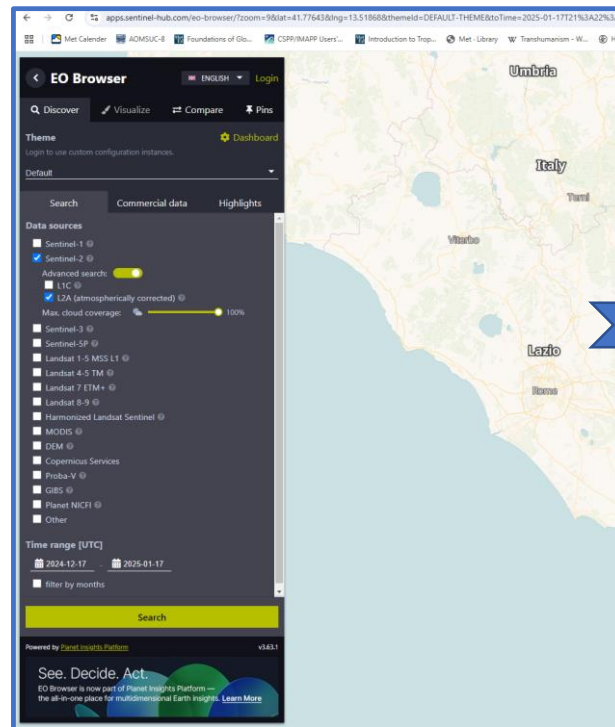 apps.sentinel-hub.com/eo-browser/?zoom=9&lat=41.77643&lng=13.51868&themeId=DEFAULT-THEME&toTime=2025-01-17T21%3A22%3
Met Calender AOMSUC-8 Foundations of Glo... CSPP/IMAPP Users'... Introduction to Trop... Met - Library Transhumanism - W...
EO Browser ENGLISH Login
Discover Visualize Compare Pins
Theme Dashboard
Login to use custom configuration instances.
Default
Search Commercial data Highlights
Data sources
Sentinel-1
Sentinel-2
Advanced search:
L1C
L2A (atmospherically corrected)
Max. cloud coverage: 100%
Sentinel-3
Sentinel-5P
Landsat 1-5 MSS L1
Landsat 4-5 TM
Landsat 7 ETM+
Landsat 8-9
Harmonized Landsat Sentinel
MODIS
DEM
Copernicus Services
Proba-V
GIBS
Planet NICFI
Other
Time range [UTC]
2024-12-17 - 2025-01-17
filter by months
Search
Powered by Planet Insights Platform v3.63.1
See. Decide. Act.
EO Browser is now part of Planet Insights Platform —
the all-in-one place for multidimensional Earth insights. Learn More
Umbria
Italy
Terni
Viterbo
Lazio
Rome